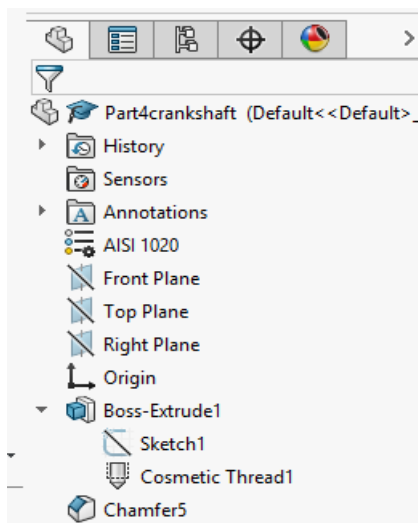 Part4crankshaft (Default<<Default>_
History
Sensors
A Annotations
AISI 1020
Front Plane
Top Plane
Right Plane
Origin
Boss-Extrude1
Sketch1
Cosmetic Thread1
Chamfer5